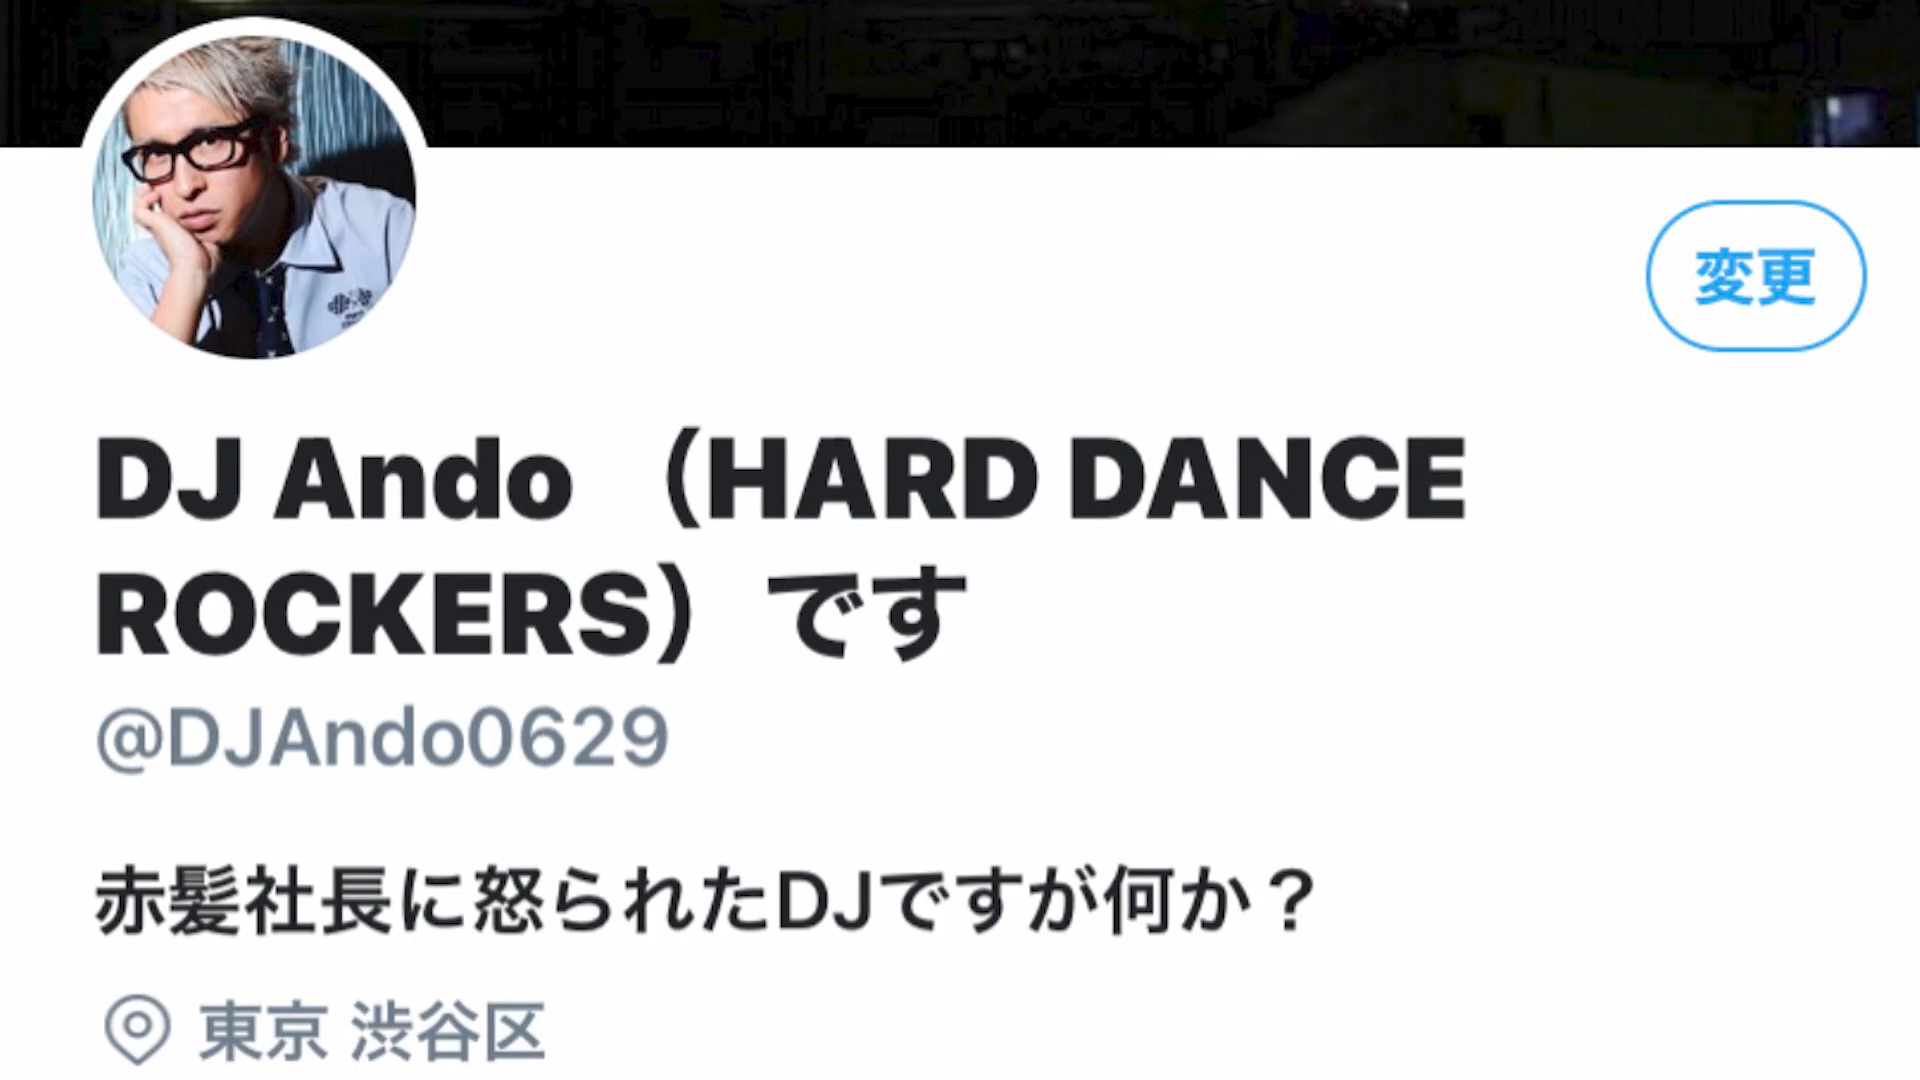 変更
DJ Ando （HARD DANCE
ROCKERS）です
@DJAndo0629
赤髪社長に怒られたDJですが何か？
東京 渋谷区